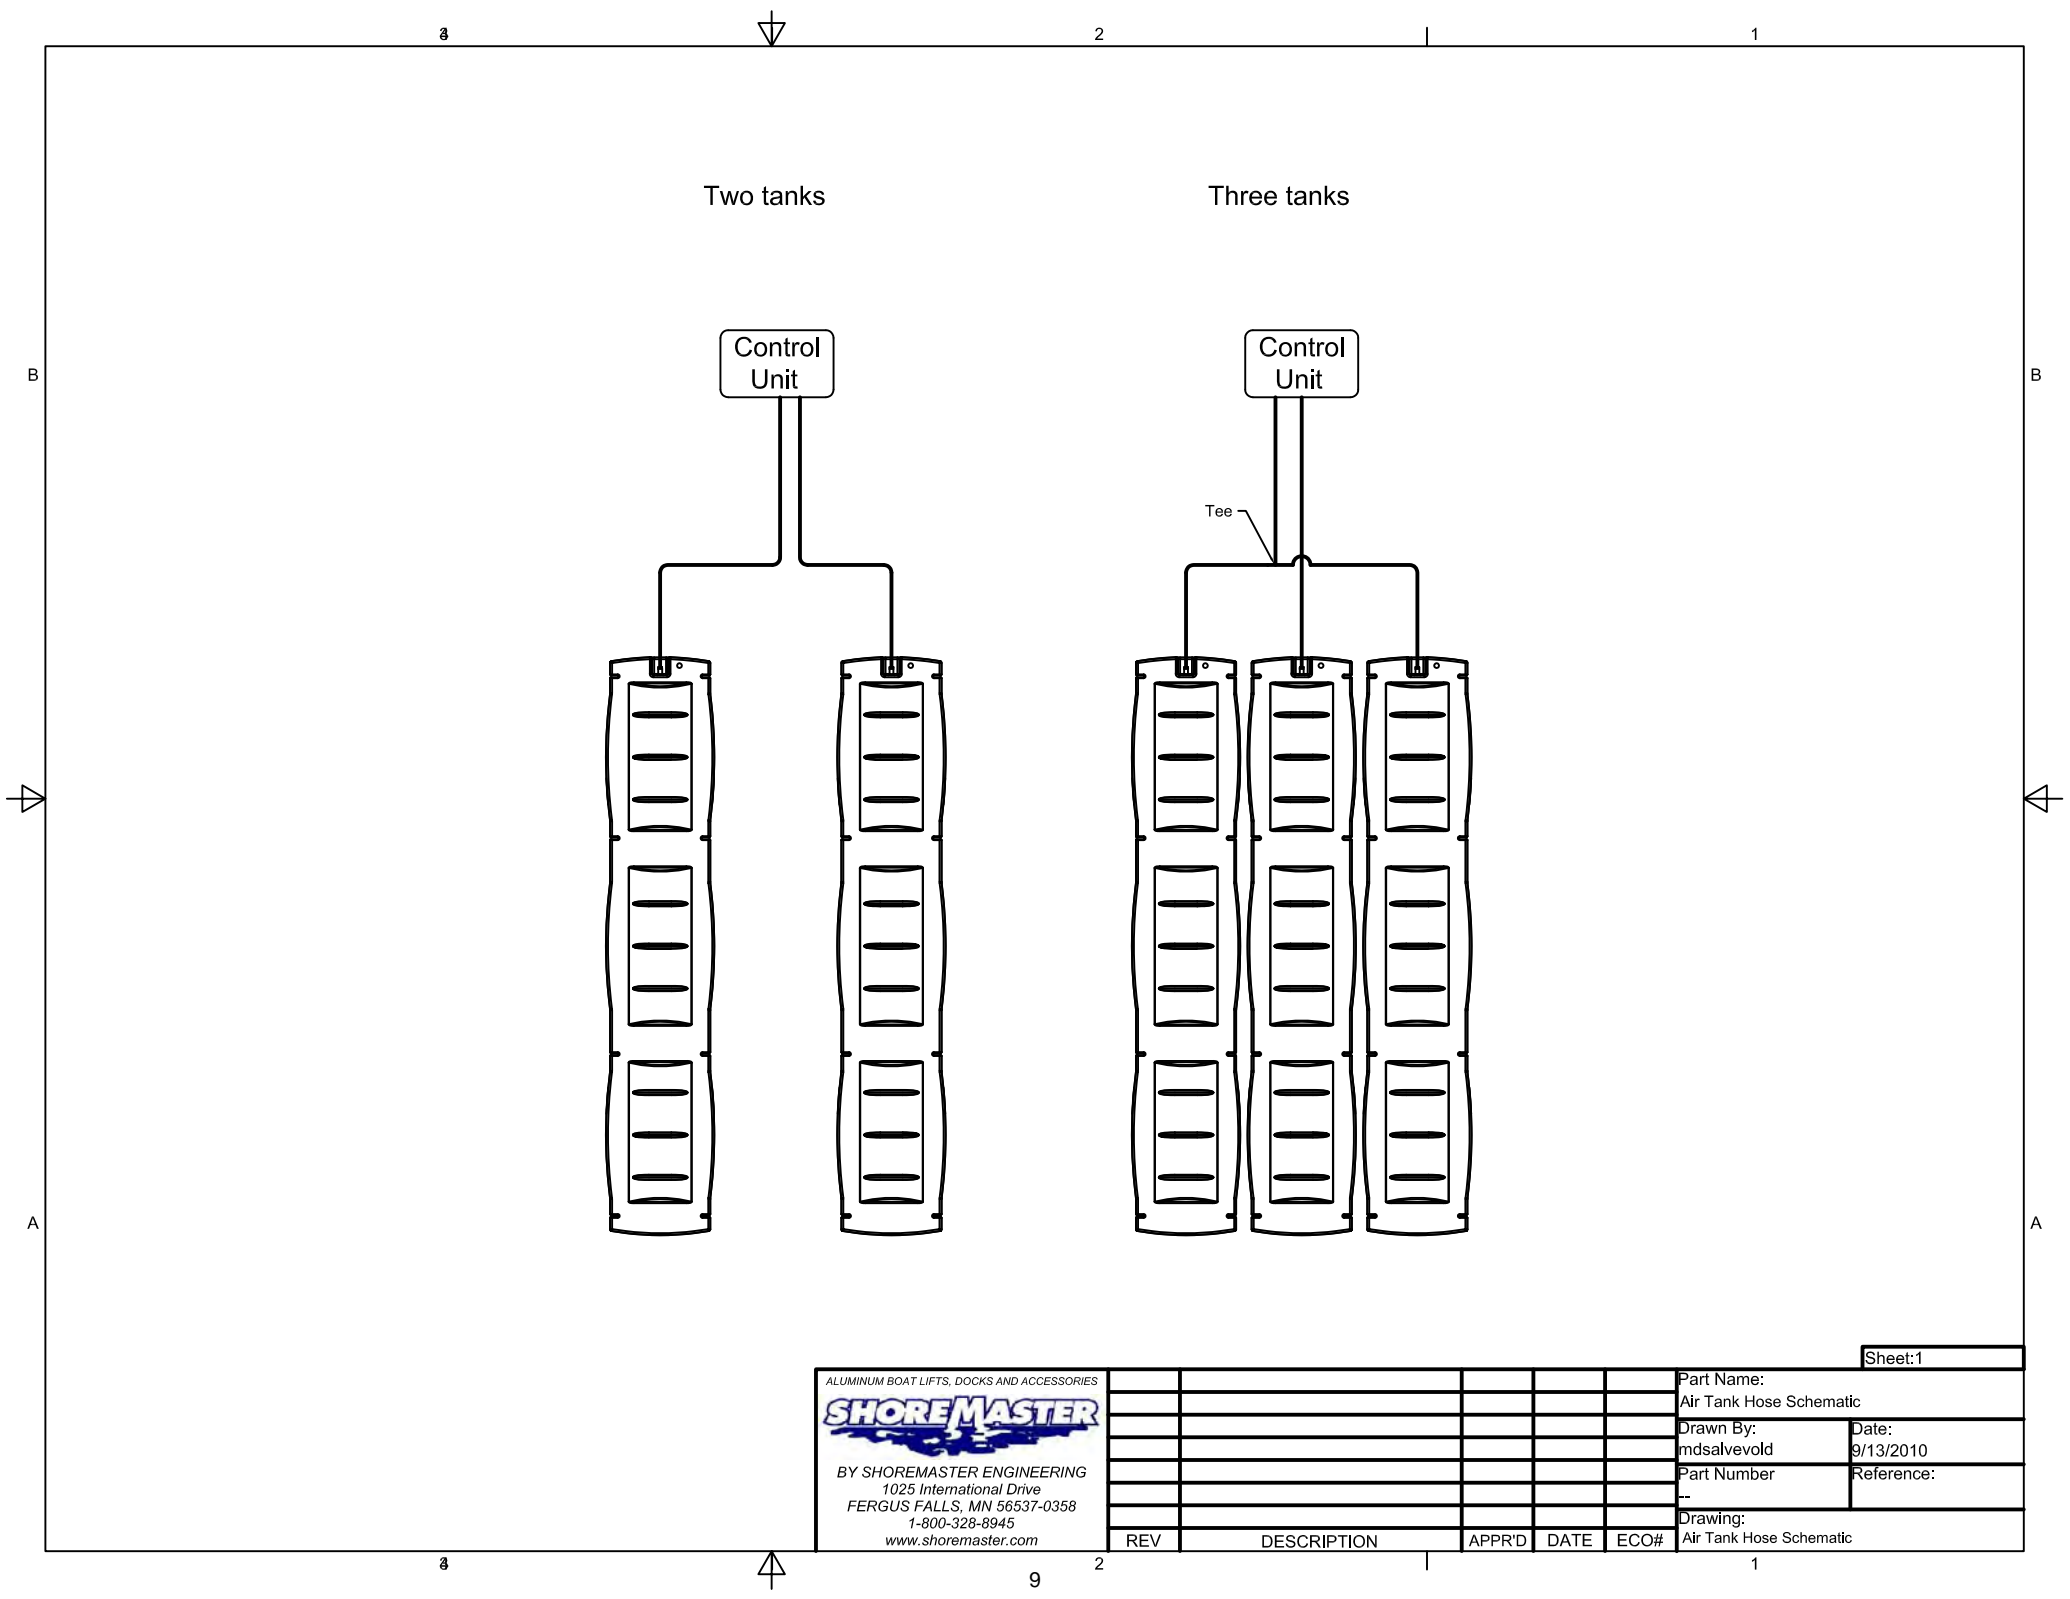 2
1
Two tanks
Three tanks
Control
Unit
Control
Unit
B
B
Tee
A
A
Sheet:1
ALUMINUM BOAT LIFTS, DOCKS AND ACCESSORIES
SHOREMASTER
BY SHOREMASTER ENGINEERING
1025 International Drive
FERGUS FALLS, MN 56537-0358
1-800-328-8945
www.shoremaster.com
REV DESCRIPTION APPR'D DATE ECO#
Part Name:
Air Tank Hose Schematic
Drawn By: Date:
mdsalvevold 9/13/2010
Part Number Reference:
--
Drawing:
Air Tank Hose Schematic
2
1
9